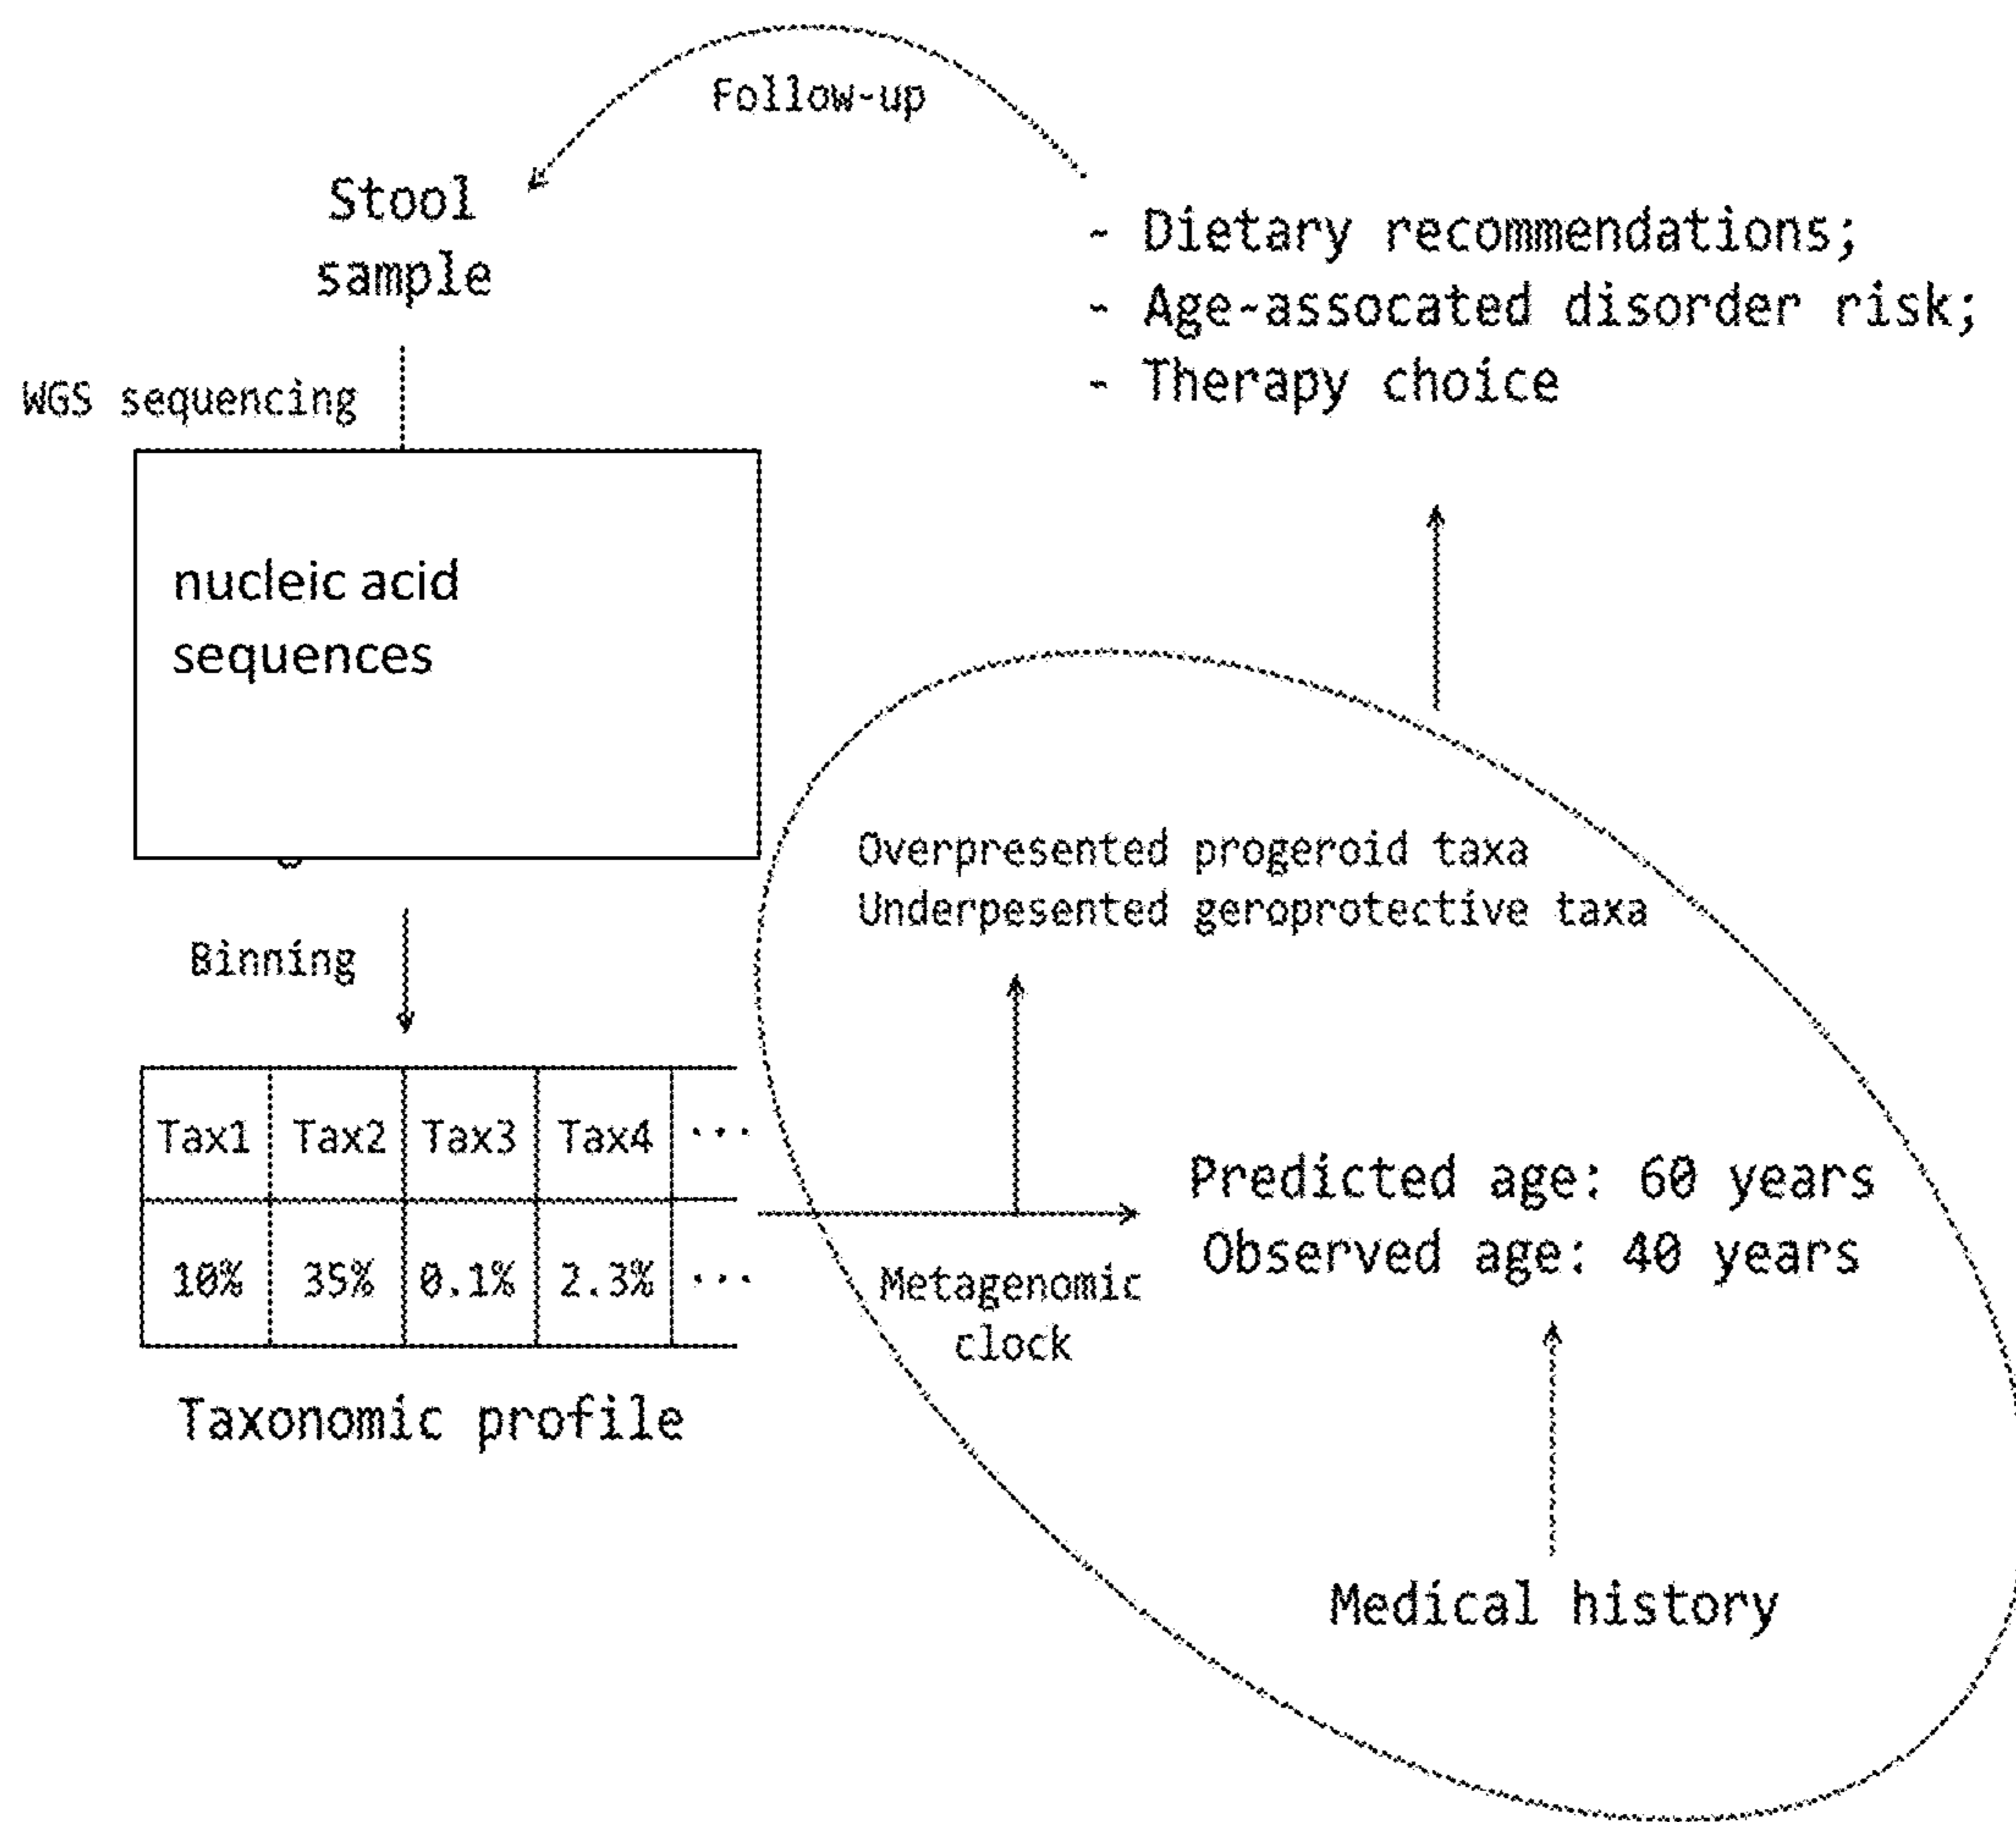 Follow-up
Stool
sample
- Dietary recommendations;
- Age-assocated disorder risk;
- Therapy choice
WGS sequencing
nucleic acid
sequences
Overpresented progeroid taxa
Underpesented geroprotective taxa
Binning
Tax1 Tax2 Tax3 Tax4 ...
10% 35% 0.1% 2.3% ...
Taxonomic profile
Metagenomic
clock
Predicted age: 60 years
Observed age: 40 years
Medical history